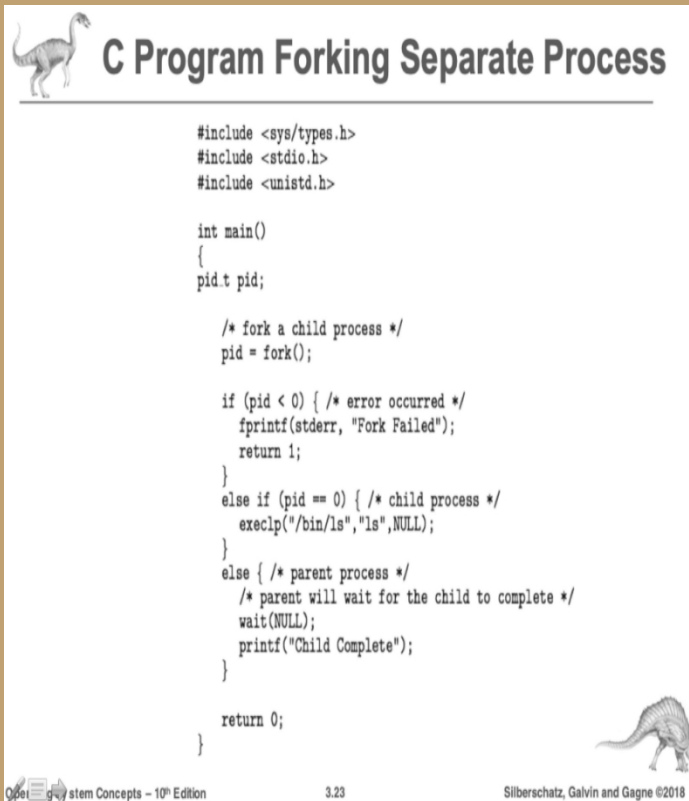 C Program Forking Separate Process
#include <sys/types.h>
#include <stdio.h>
#include <unistd.h>
int main()
{
pid_t pid;
/* fork a child process */
pid = fork();
if (pid < 0) { /* error occurred */
fprintf(stderr, "Fork Failed");
return 1;
}
else if (pid == 0) { /* child process */
execlp("/bin/ls","ls",NULL);
}
else { /* parent process */
/* parent will wait for the child to complete */
wait(NULL);
printf("Child Complete");
}
return 0;
}
Concepts – 10th Edition 3.23 Silberschatz, Galvin and Gagne ©2018